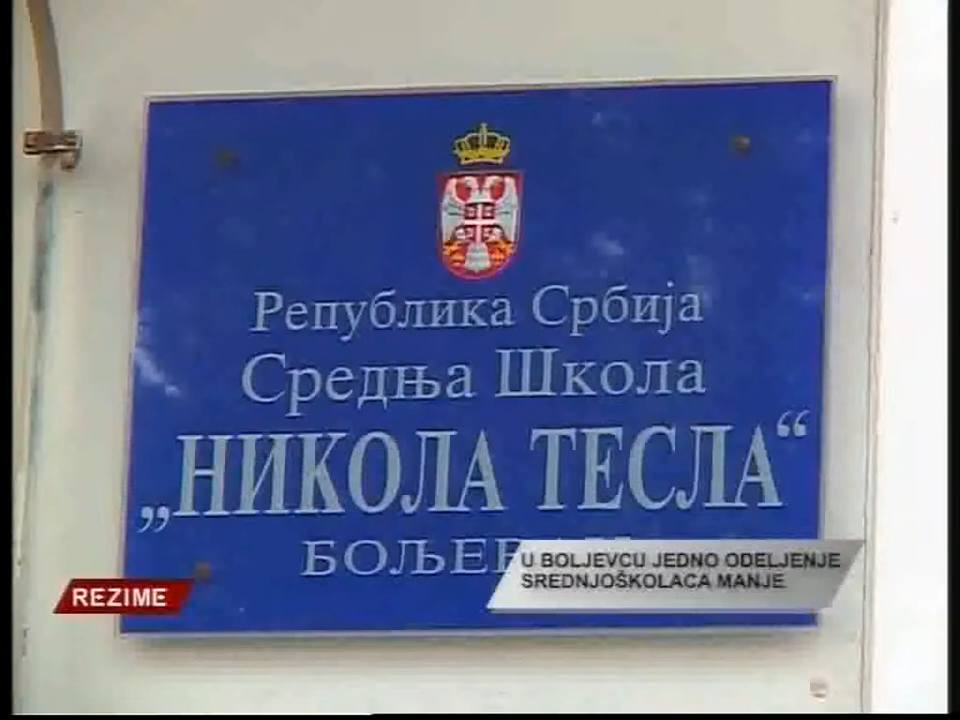 Република Србија
Средња Школа
„НИКОЛА ТЕСЛА“
REZIME
U BOLJEVCU JEDNO ODELJENJE
SREDNJOŠKOLACA MANJE